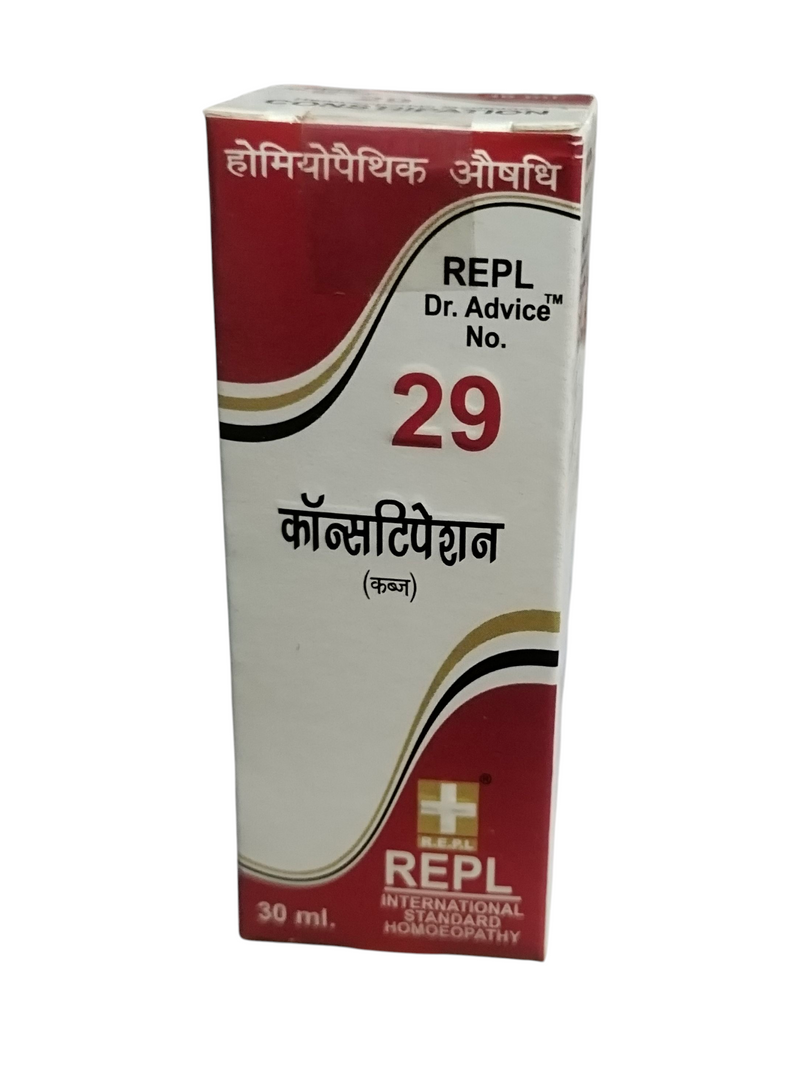 CONSTIPATION
होमियोपैथिक औषधि
REPL
Dr. Advice™
No.
29
कॉन्सटिपेशन
(कब्ज)
®
R.E.P.L
REPL
INTERNATIONAL
STANDARD
HOMOEOPATHY
30 ml.